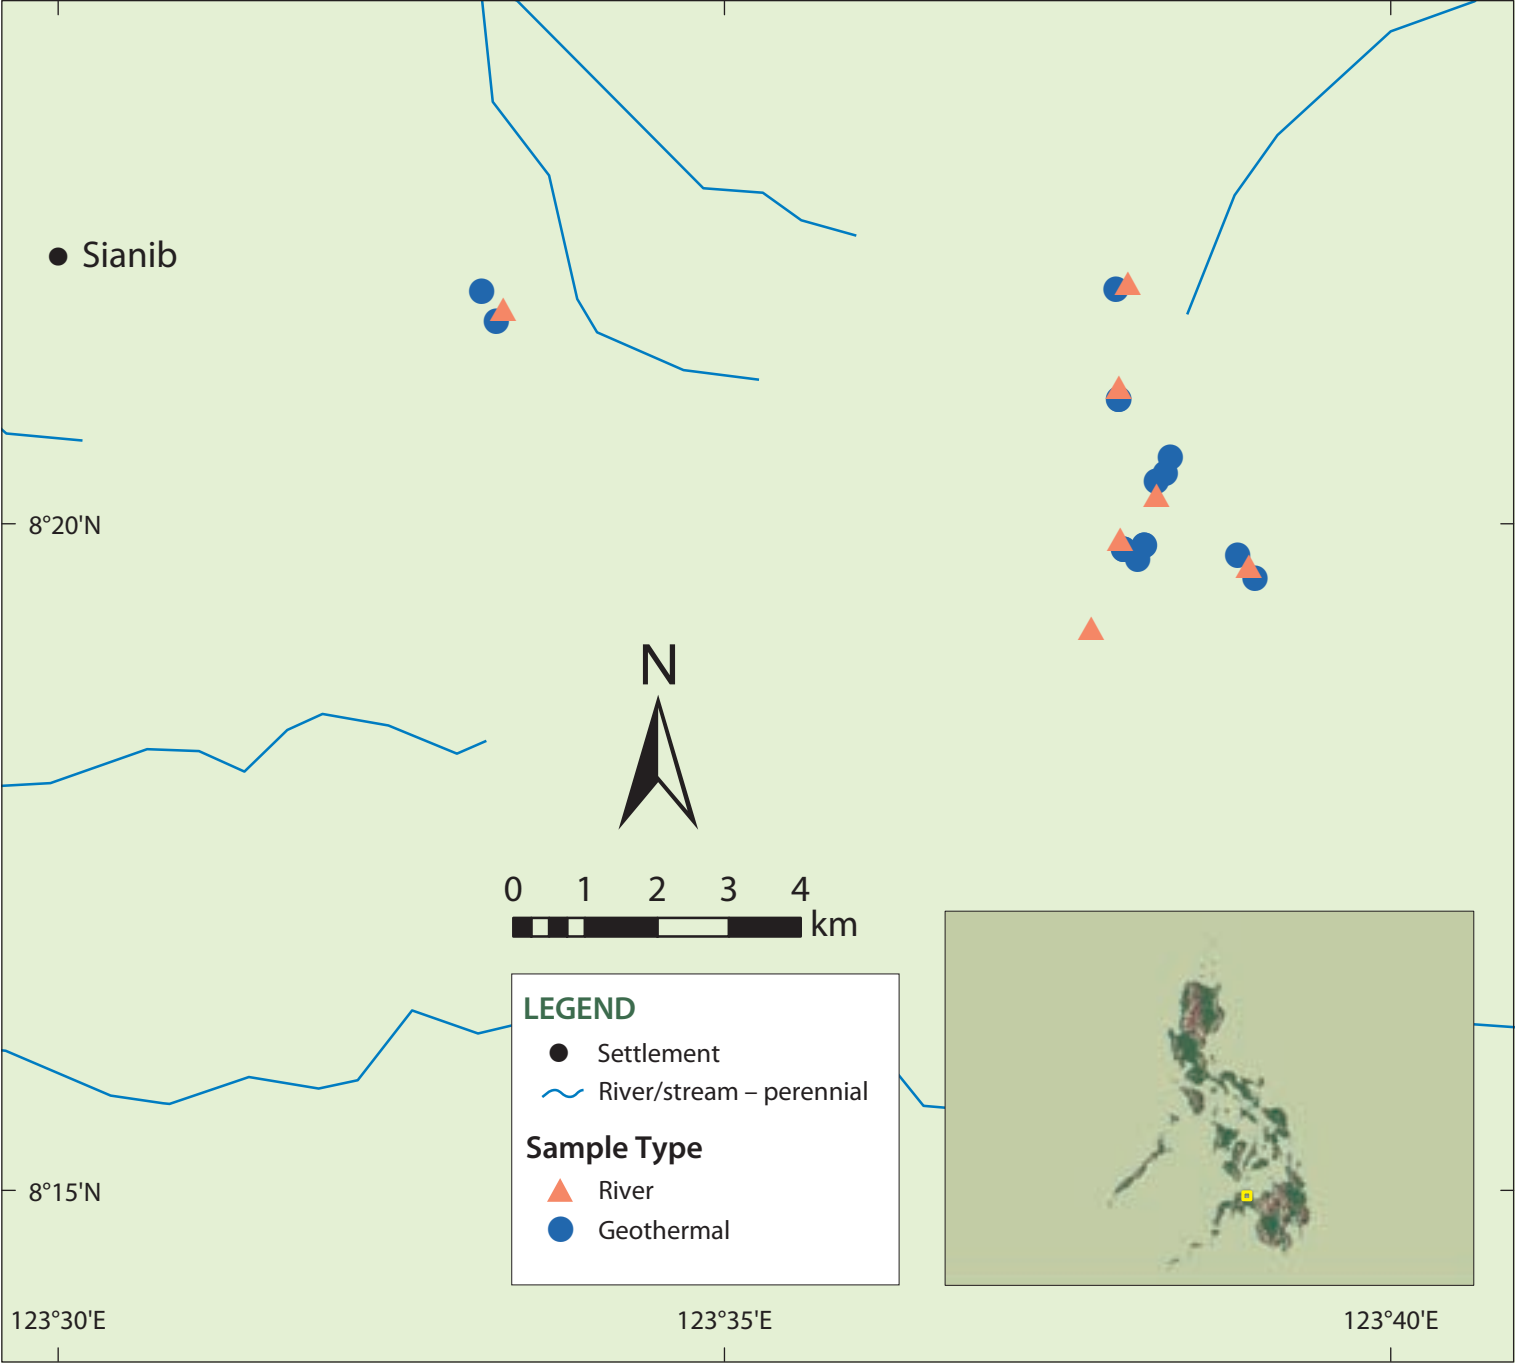 Sianib
8°20'N
N
0 1 2 3 4
km
LEGEND
Settlement
River/stream – perennial
Sample Type
River
Geothermal
8°15'N
123°30'E 123°35'E 123°40'E